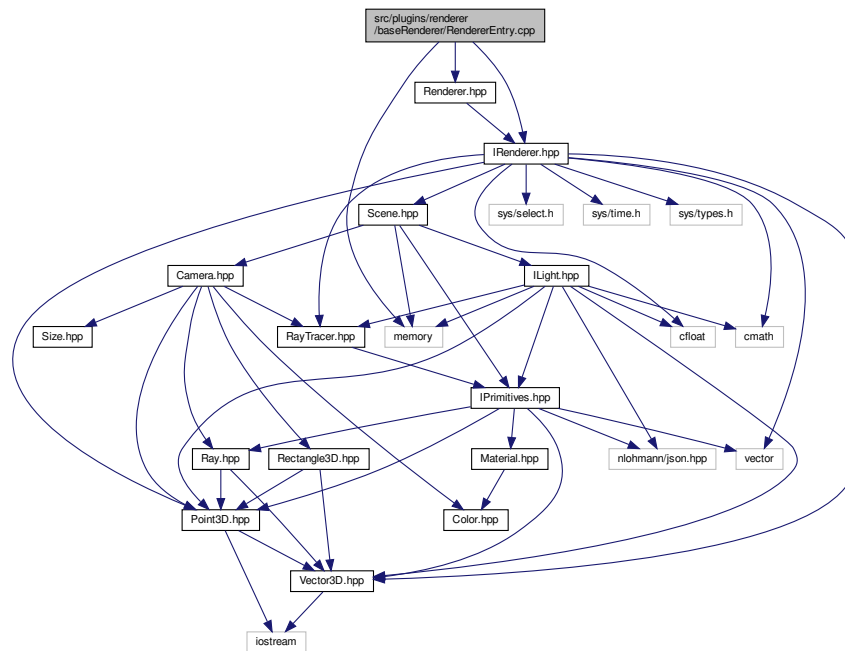 src/plugins/renderer
/baseRenderer/RendererEntry.cpp
Renderer.hpp
IRenderer.hpp
Scene.hpp
sys/select.h
sys/time.h
sys/types.h
Camera.hpp
ILight.hpp
Size.hpp
RayTracer.hpp
memory
cfloat
cmath
IPrimitives.hpp
Ray.hpp
Rectangle3D.hpp
Material.hpp
nlohmann/json.hpp
vector
Point3D.hpp
Color.hpp
Vector3D.hpp
iostream